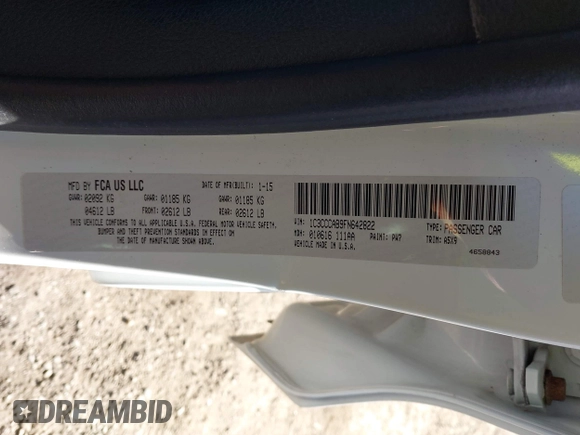 MFD BY FCA US LLC DATE OF MFR(BUILT): 1-15
GVWR: 02092 KG GAWR: 01185 KG GAWR: 01185 KG
04612 LB FRONT: 02612 LB REAR: 02612 LB
THIS VEHICLE CONFORMS TO ALL APPLICABLE U.S.A. FEDERAL MOTOR VEHICLE SAFETY,
BUMPER AND THEFT PREVENTION STANDARDS IN EFFECT ON
THE DATE OF MANUFACTURE SHOWN ABOVE.
VIN: 1C3CCCAB9FN642822 TYPE: PASSENGER CAR
MDH: 010616 111AA PAINT: PW7 TRIM: A5X9
VEHICLE MADE IN: U.S.A. 4658843
DREAMBID